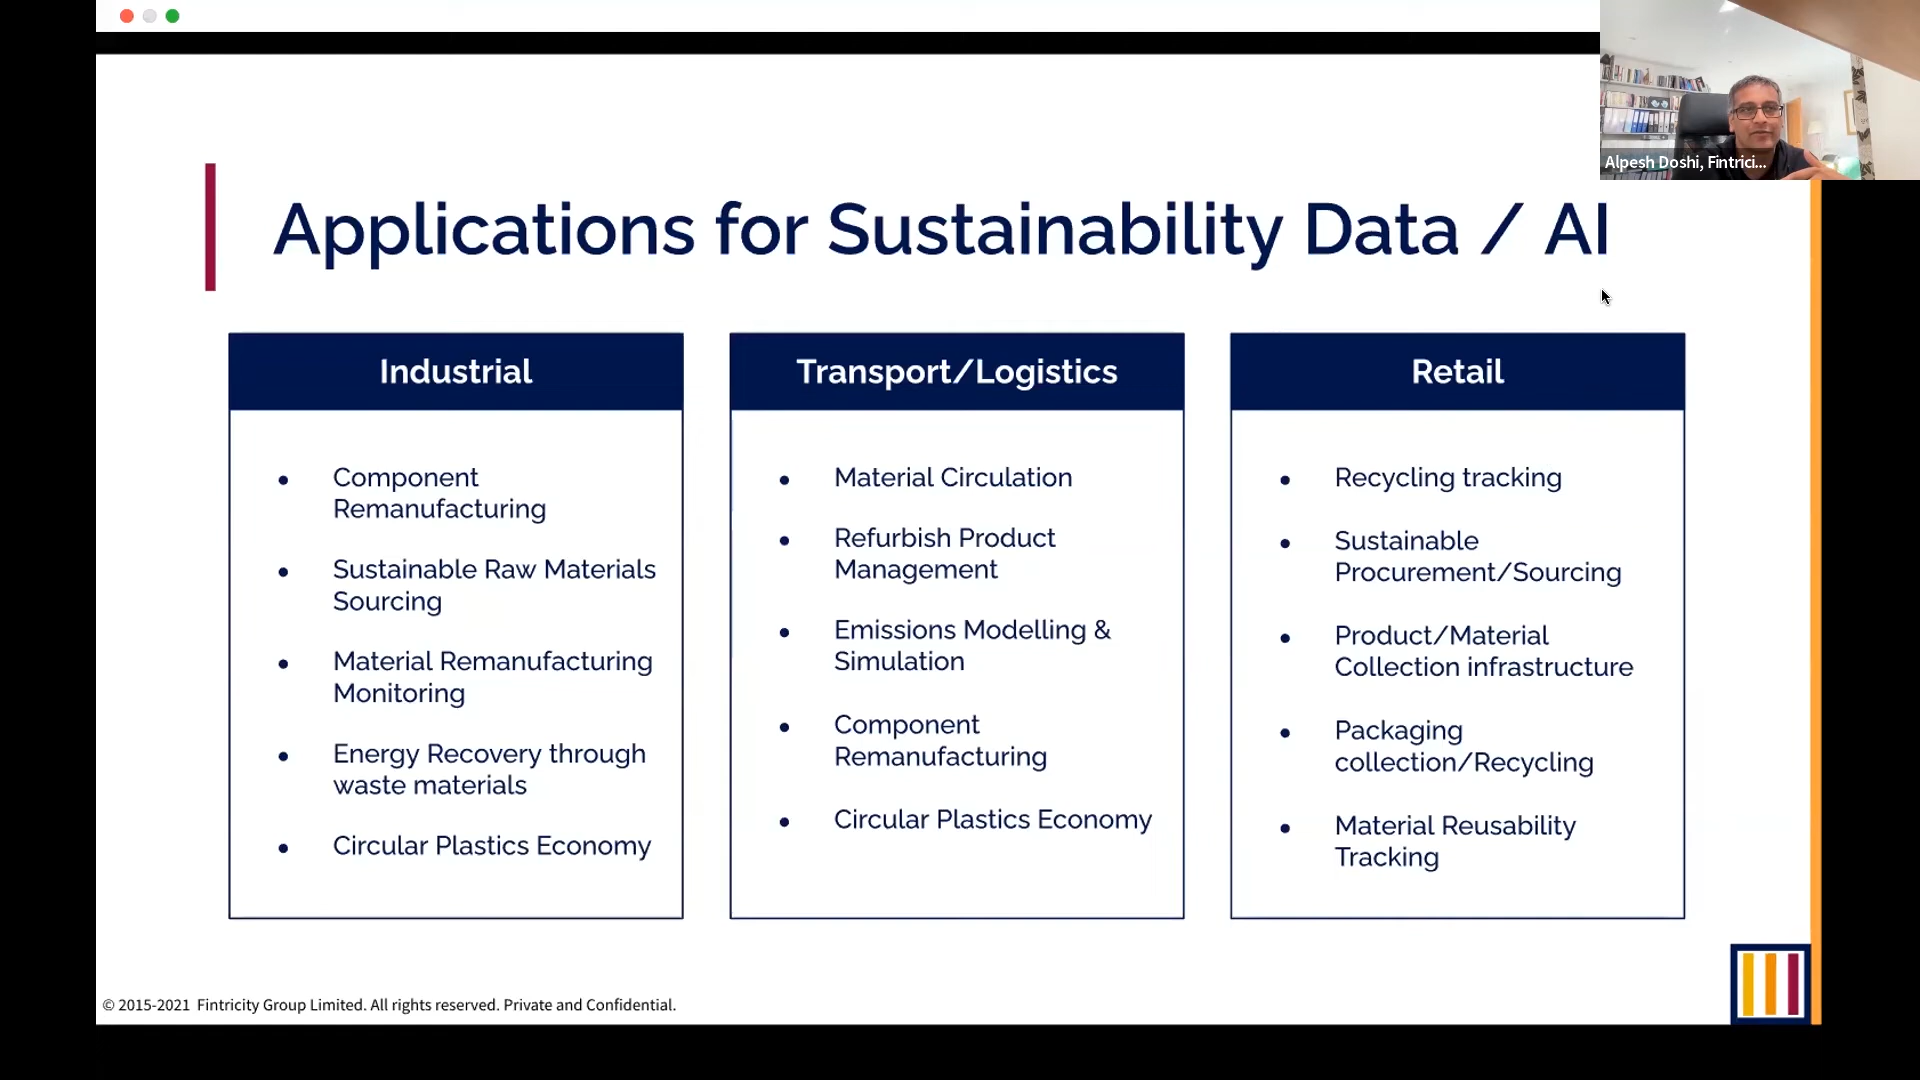 Alpesh Doshi, Fintrici...
Applications for Sustainability Data / AI
Industrial
Component
Remanufacturing
Sustainable Raw Materials
Sourcing
Material Remanufacturing
Monitoring
Energy Recovery through
waste materials
Circular Plastics Economy
Transport/Logistics
Material Circulation
Refurbish Product
Management
Emissions Modelling &
Simulation
Component
Remanufacturing
Circular Plastics Economy
Retail
Recycling tracking
Sustainable
Procurement/Sourcing
Product/Material
Collection infrastructure
Packaging
collection/Recycling
Material Reusability
Tracking
© 2015-2021 Fintricity Group Limited. All rights reserved. Private and Confidential.